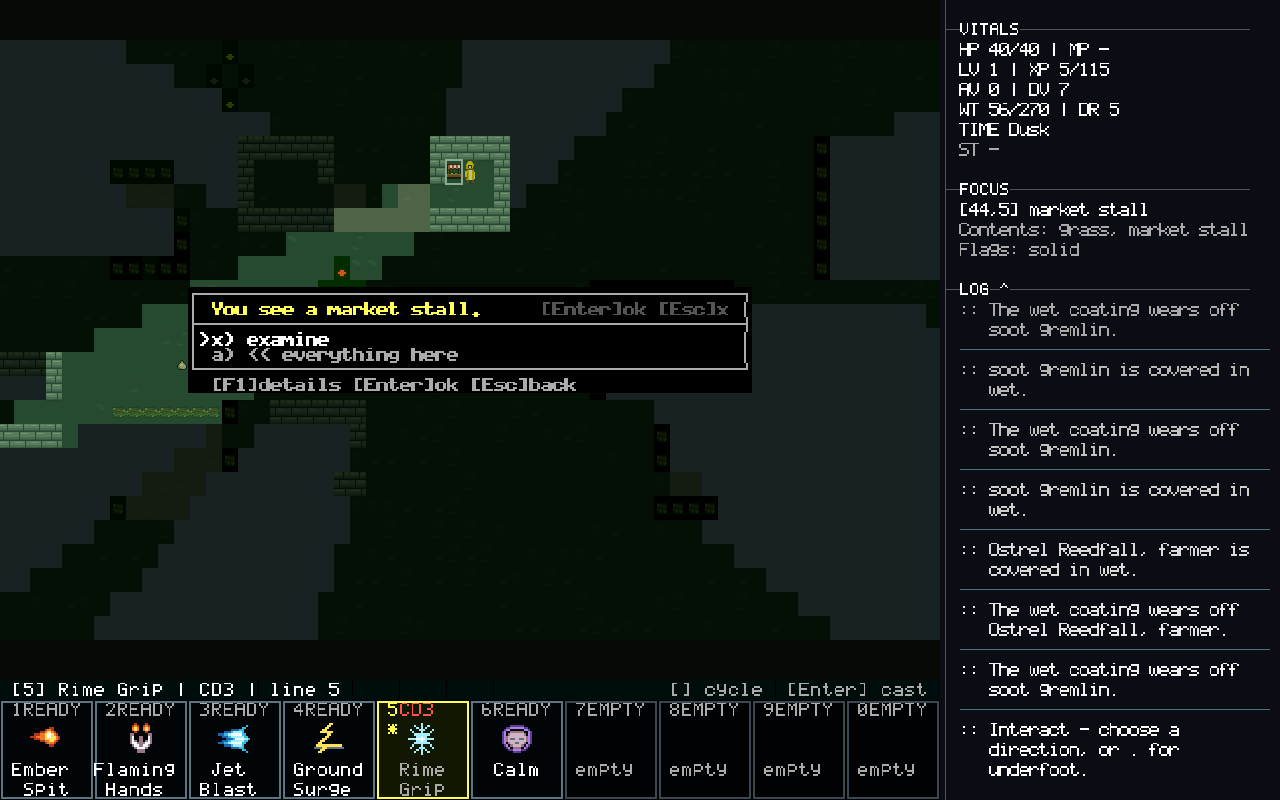 VITALS
HP 40/40 | MP -
LV 1 | XP 5/115
AV 0 | DV 7
WT 56/270 | DR 5
TIME Dusk
ST -
FOCUS
[44,5] market stall
Contents: grass, market stall
Flags: solid
LOG ^
:: The wet coating wears off
soot gremlin.
:: soot gremlin is covered in
wet.
:: The wet coating wears off
soot gremlin.
:: soot gremlin is covered in
wet.
:: Ostrel Reedfall, farmer is
covered in wet.
:: The wet coating wears off
Ostrel Reedfall, farmer.
:: The wet coating wears off
soot gremlin.
:: Interact - choose a
direction, or . for
underfoot.
You see a market stall. [Enter]ok [Esc]x
>x) examine
a) << everything here
[F1]details [Enter]ok [Esc]back
[5] Rime Grip | CD3 | line 5 [] cycle [Enter] cast
1READY 2READY 3READY 4READY 5CD3 6READY 7EMPTY 8EMPTY 9EMPTY 0EMPTY
*
Ember Flaming Jet Ground Rime Calm empty empty empty empty
Spit Hands Blast Surge Grip